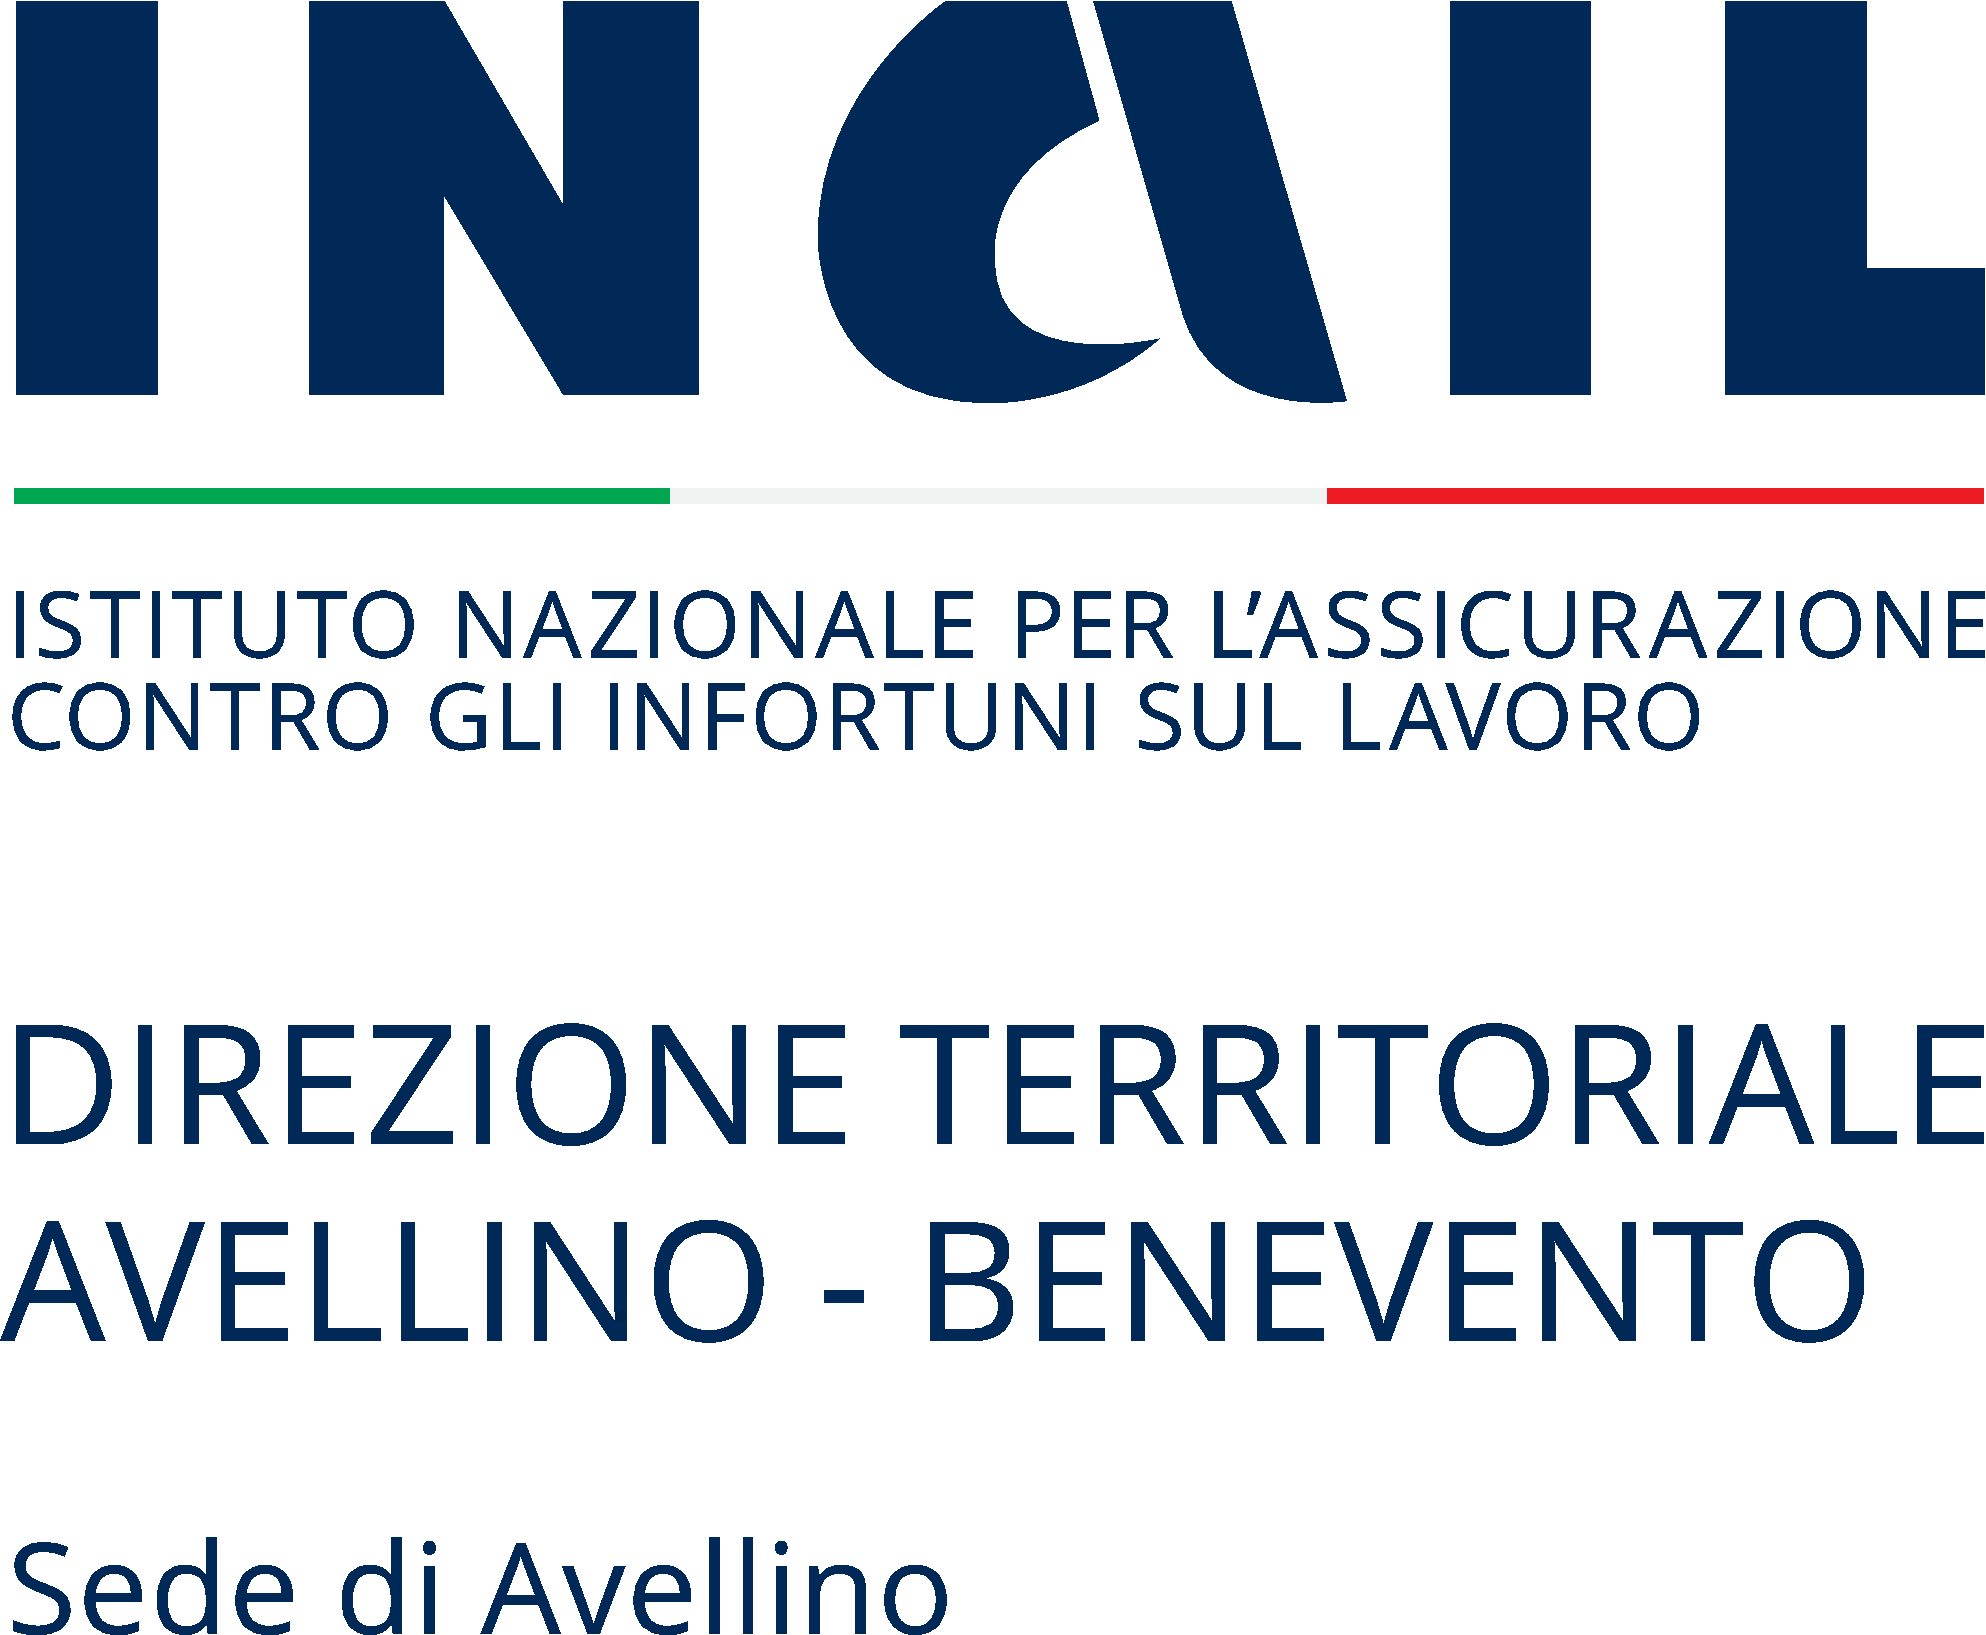 INAIL
ISTITUTO NAZIONALE PER L’ASSICURAZIONE
CONTRO GLI INFORTUNI SUL LAVORO
DIREZIONE TERRITORIALE
AVELLINO - BENEVENTO
Sede di Avellino